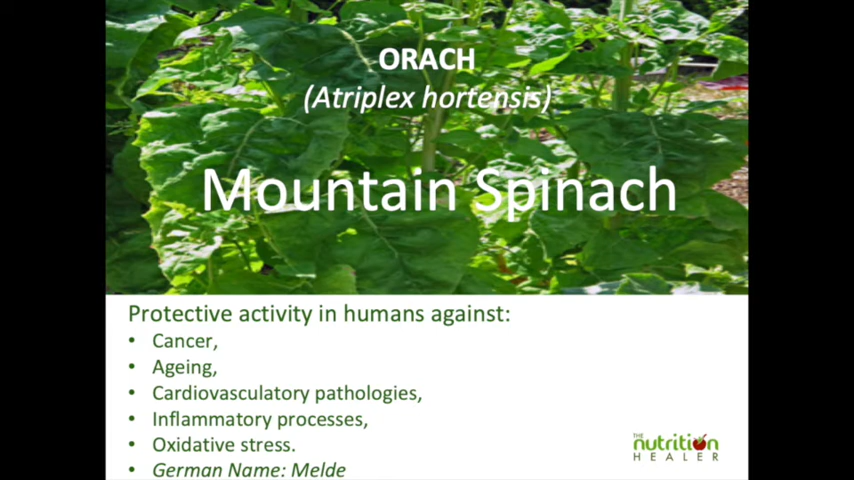 ORACH
(Atriplex hortensis)
Mountain Spinach
Protective activity in humans against:
• Cancer,
• Ageing,
• Cardiovasculatory pathologies,
• Inflammatory processes,
• Oxidative stress.
• German Name: Melde
THE
nutrition
HEALER